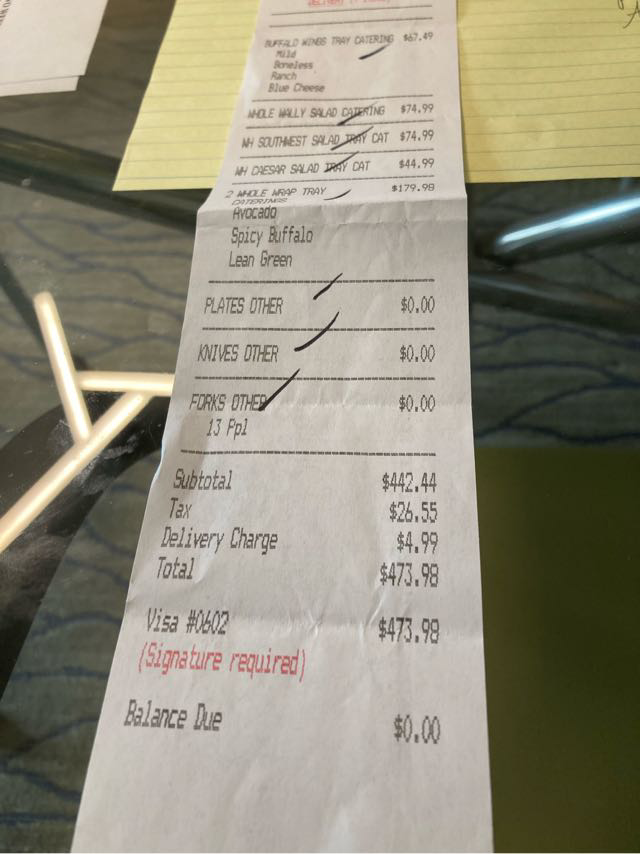 BUFFALO WINGS TRAY CATERING $67.49
Mild
Boneless
Ranch
Blue Cheese
WHOLE WALLY SALAD CATERING $74.99
WH SOUTHWEST SALAD TRAY CAT $74.99
WH CAESAR SALAD TRAY CAT $44.99
2 WHOLE WRAP TRAY $179.98
CATERINGS
Avocado
Spicy Buffalo
Lean Green
PLATES OTHER $0.00
KNIVES OTHER $0.00
FORKS OTHER $0.00
13 Ppl
Subtotal $442.44
Tax $26.55
Delivery Charge $4.99
Total $473.98
Visa #0602 $473.98
(Signature required)
Balance Due $0.00